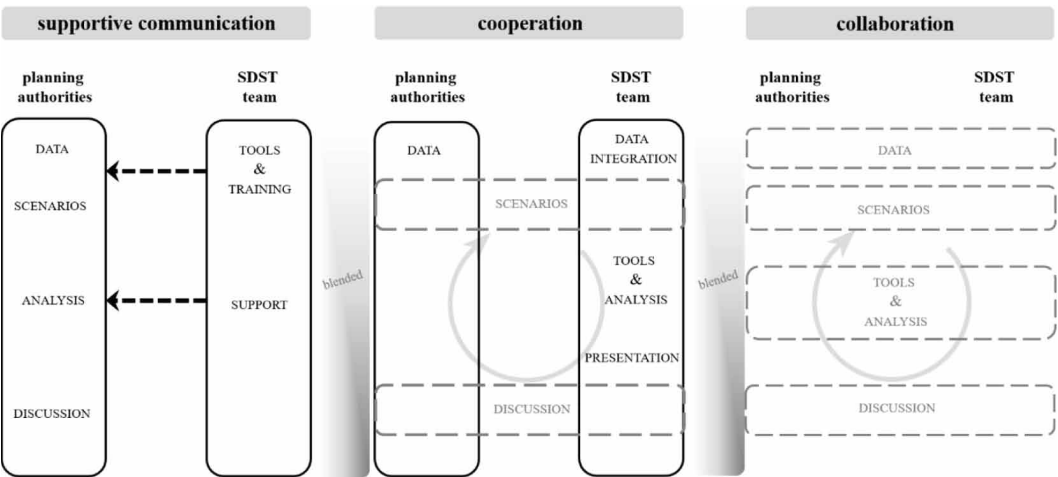 supportive communication
planning
authorities
SDST
team
DATA
SCENARIOS
ANALYSIS
DISCUSSION
TOOLS
&
TRAINING
SUPPORT
blended
cooperation
planning
authorities
SDST
team
DATA
DATA
INTEGRATION
SCENARIOS
TOOLS
&
ANALYSIS
PRESENTATION
DISCUSSION
blended
collaboration
planning
authorities
SDST
team
DATA
SCENARIOS
TOOLS
&
ANALYSIS
DISCUSSION